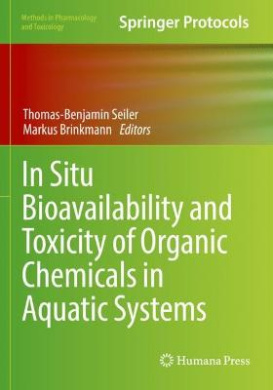 Methods in Pharmacology
and Toxicology
Springer Protocols
Thomas-Benjamin Seiler
Markus Brinkmann Editors
In Situ
Bioavailability and
Toxicity of Organic
Chemicals in
Aquatic Systems
Humana Press